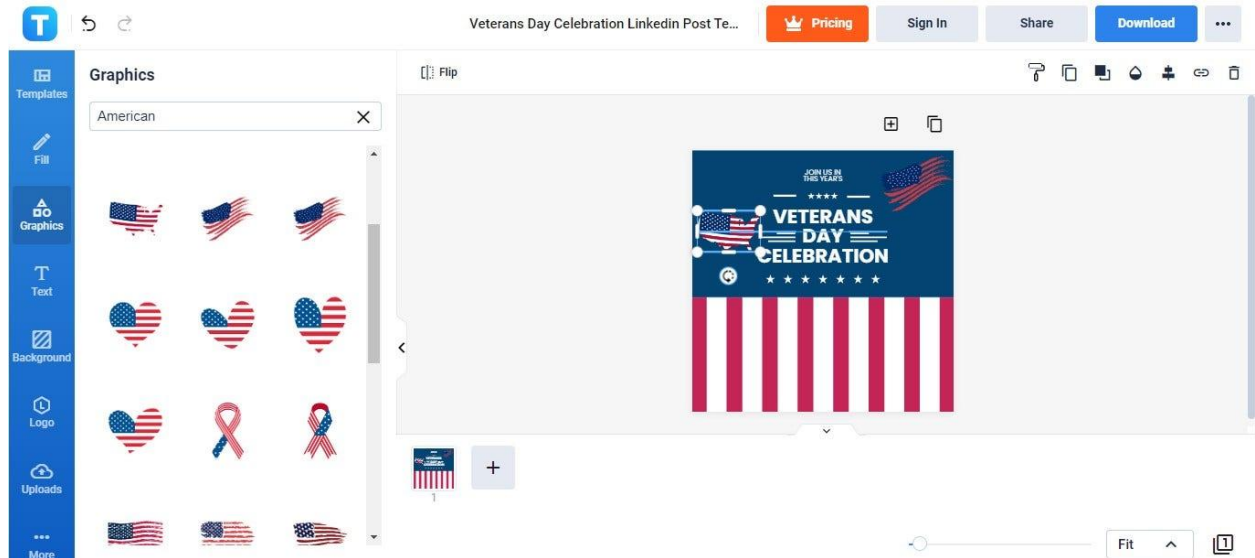 T
Veterans Day Celebration Linkedin Post Te...
Pricing
Sign In
Share
Download
Templates
Fill
Graphics
Text
Background
Logo
Uploads
More
Graphics
American
Flip
JOIN US IN
THIS YEAR'S
VETERANS
DAY
CELEBRATION
1
Fit
1